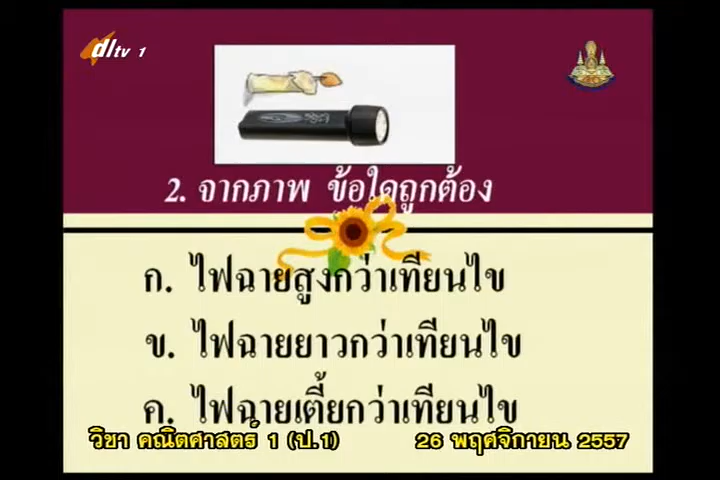 dltv 1
2. จากภาพ ข้อใดถูกต้อง
ก. ไฟฉายสูงกว่าเทียนไข
ข. ไฟฉายยาวกว่าเทียนไข
ค. ไฟฉายเตี้ยกว่าเทียนไข
วิชา คณิตศาสตร์ 1 (ป.1) 26 พฤศจิกายน 2557